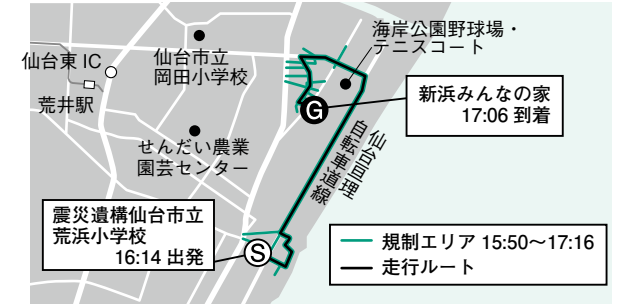 海岸公園野球場・
テニスコート
仙台市立
岡田小学校
仙台東 IC
荒井駅
新浜みんなの家
17:06 到着
G
せんだい農業
園芸センター
仙台亘理
自転車道線
震災遺構仙台市立
荒浜小学校
16:14 出発
S
規制エリア 15:50〜17:16
走行ルート